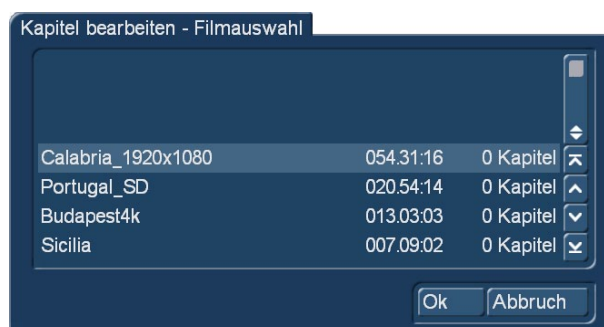 Kapitel bearbeiten - Filmauswahl
Calabria_1920x1080 054.31:16 0 Kapitel
Portugal_SD 020.54:14 0 Kapitel
Budapest4k 013.03:03 0 Kapitel
Sicilia 007.09:02 0 Kapitel
Ok Abbruch